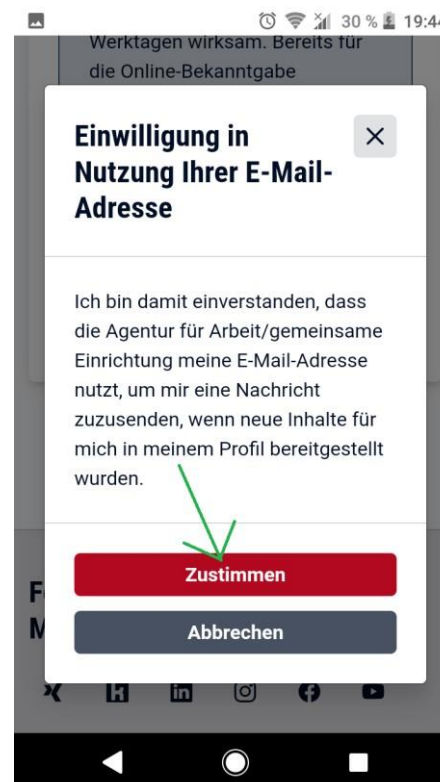 30 % 19:44
Werktagen wirksam. Bereits für
die Online-Bekanntgabe
Einwilligung in
Nutzung Ihrer E-Mail-
Adresse
Ich bin damit einverstanden, dass
die Agentur für Arbeit/gemeinsame
Einrichtung meine E-Mail-Adresse
nutzt, um mir eine Nachricht
zuzusenden, wenn neue Inhalte für
mich in meinem Profil bereitgestellt
wurden.
Zustimmen
Abbrechen